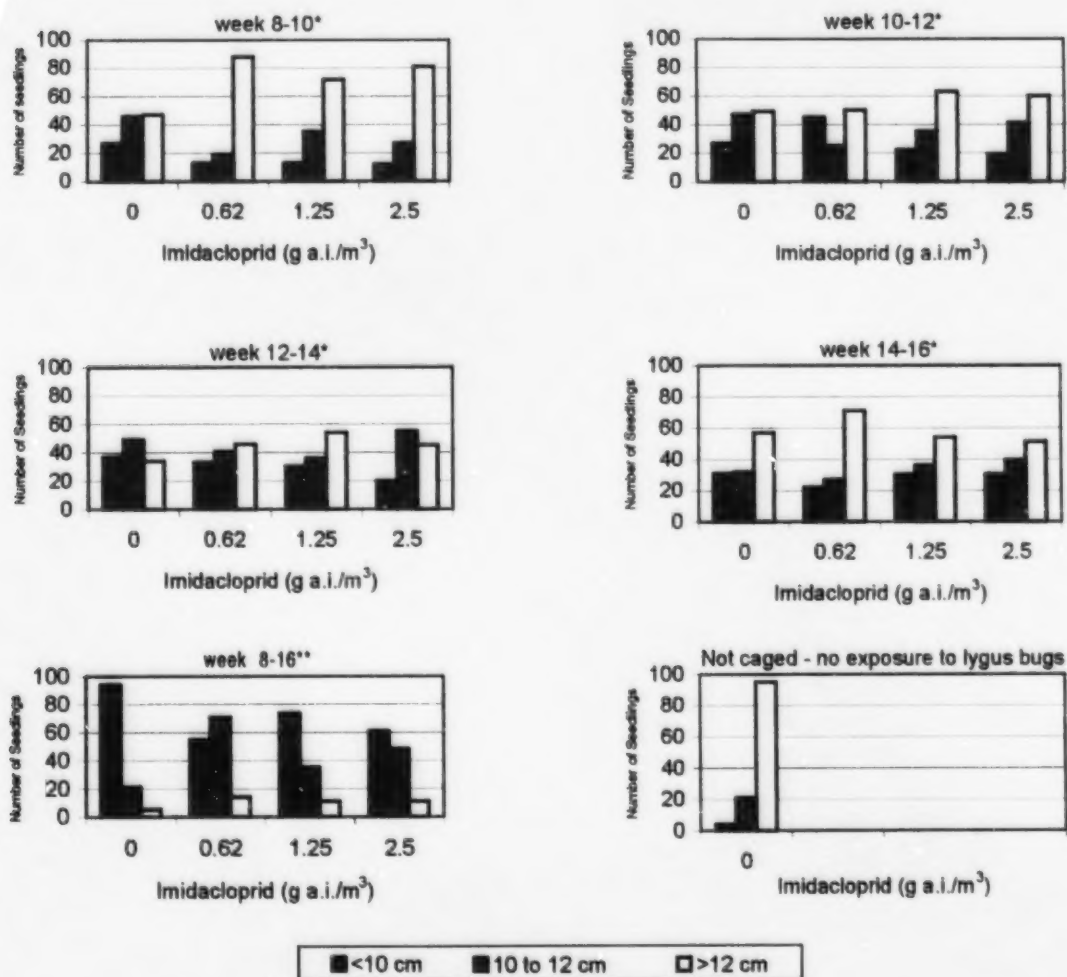 week 8-10*
Number of seedlings
100
80
60
40
20
0
0 0.62 1.25 2.5
Imidacloprid (g a.i./m³)
week 10-12*
Number of Seedlings
100
80
60
40
20
0
0 0.62 1.25 2.5
Imidacloprid (g a.i./m³)
week 12-14*
Number of Seedlings
100
80
60
40
20
0
0 0.62 1.25 2.5
Imidacloprid (g a.i./m³)
week 14-16*
Number of Seedlings
100
80
60
40
20
0
0 0.62 1.25 2.5
Imidacloprid (g a.i./m³)
week 8-16**
Number of Seedlings
100
80
60
40
20
0
0 0.62 1.25 2.5
Imidacloprid (g a.i./m³)
Not caged - no exposure to lygus bugs
Number of Seedlings
100
80
60
40
20
0
0
Imidacloprid (g a.i./m³)
<10 cm 10 to 12 cm >12 cm